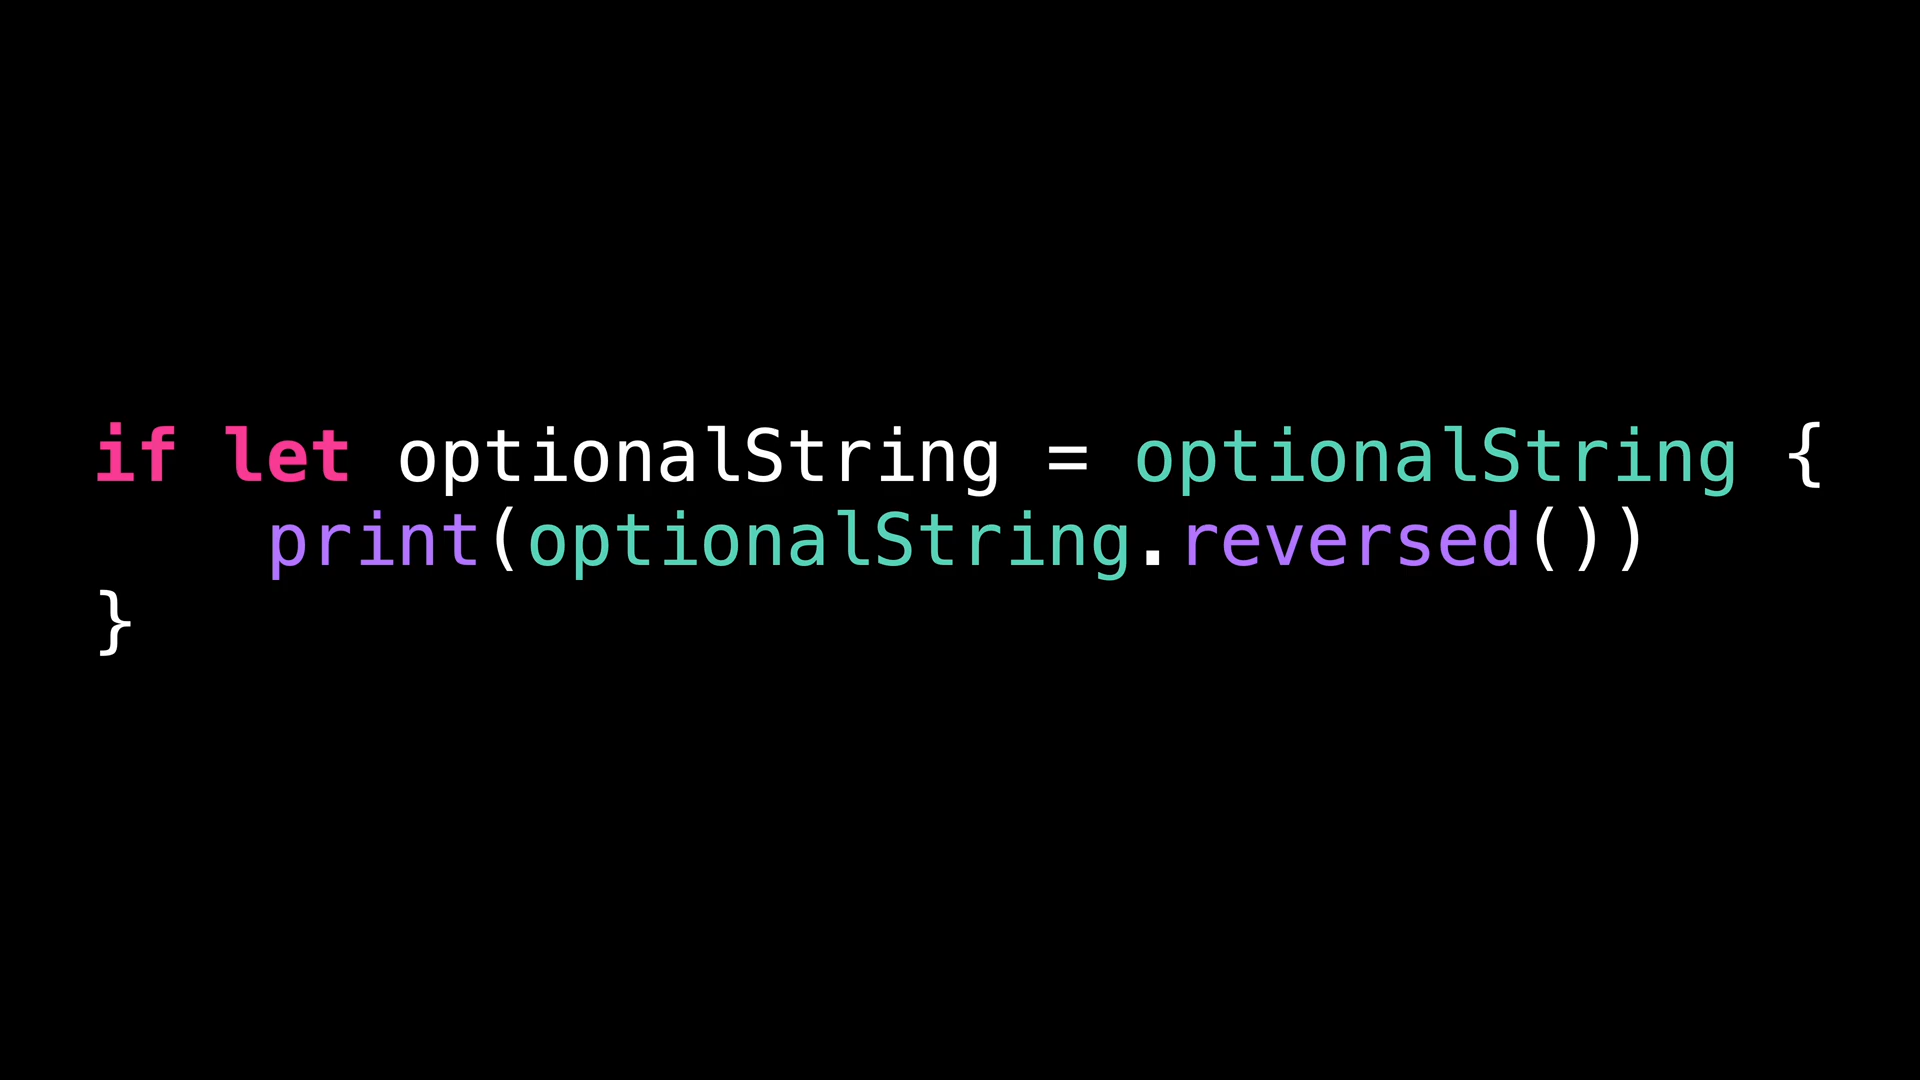 if let optionalString = optionalString {
    print(optionalString.reversed())
}